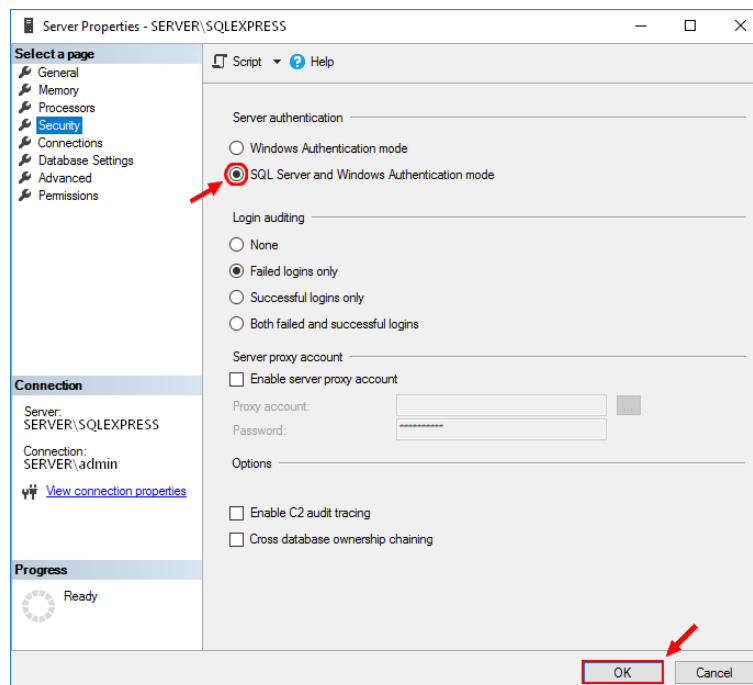 Server Properties - SERVER\SQLEXPRESS
Select a page
General
Memory
Processors
Security
Connections
Database Settings
Advanced
Permissions
Script
Help
Server authentication
Windows Authentication mode
SQL Server and Windows Authentication mode
Login auditing
None
Failed logins only
Successful logins only
Both failed and successful logins
Server proxy account
Enable server proxy account
Proxy account:
...
Password:
**********
Options
Enable C2 audit tracing
Cross database ownership chaining
Connection
Server:
SERVER\SQLEXPRESS
Connection:
SERVER\admin
View connection properties
Progress
Ready
OK
Cancel